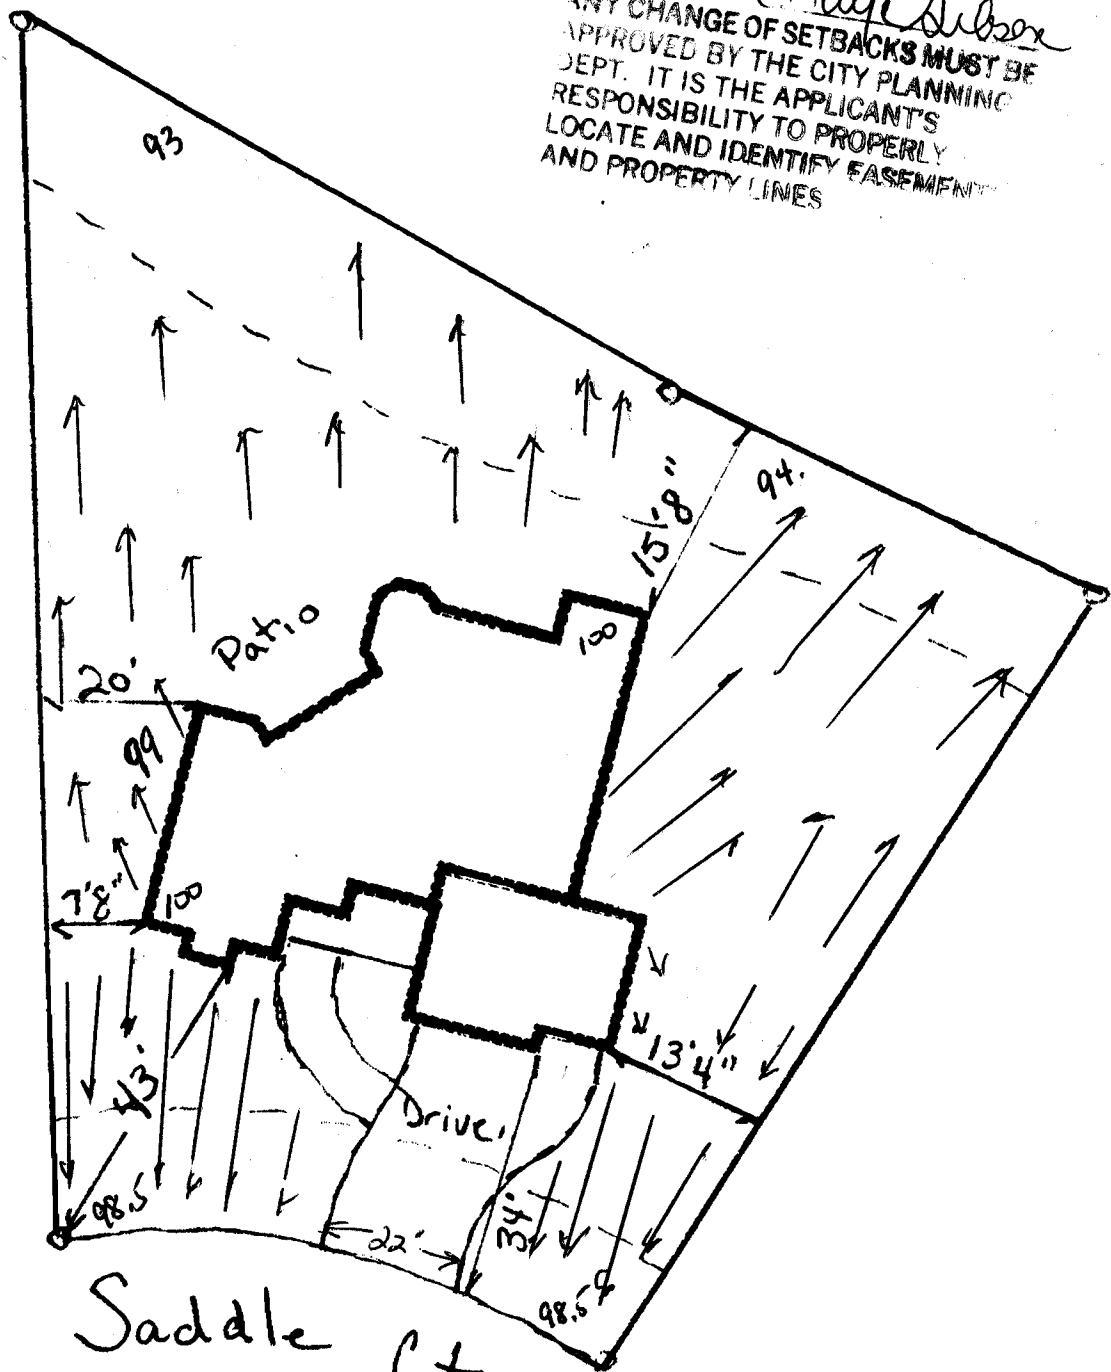 ANY CHANGE OF SETBACKS MUST BE
APPROVED BY THE CITY PLANNING
DEPT. IT IS THE APPLICANT'S
RESPONSIBILITY TO PROPERLY
LOCATE AND IDENTIFY EASEMENT
AND PROPERTY LINES
93
94.
15'8"
100
Patio
20'
99
7'8"
100
13'4"
43'
Drive.
98.5
34'
22'
98.5
Saddle
Ct